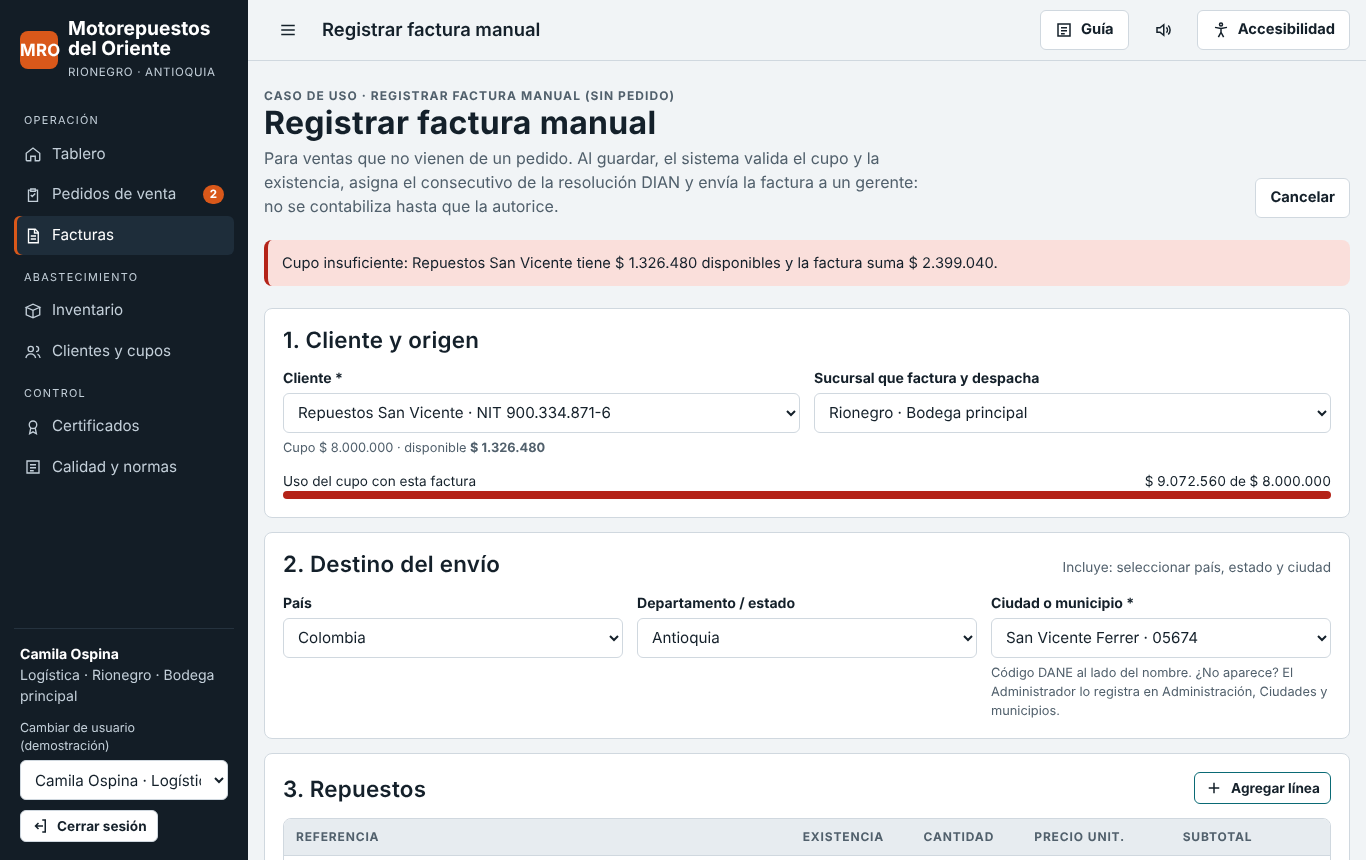 MRO
Motorepuestos
del Oriente
RIONEGRO · ANTIOQUIA
OPERACIÓN
Tablero
Pedidos de venta
2
Facturas
ABASTECIMIENTO
Inventario
Clientes y cupos
CONTROL
Certificados
Calidad y normas
Camila Ospina
Logística · Rionegro · Bodega
principal
Cambiar de usuario
(demostración)
Camila Ospina · Logístic
Cerrar sesión
Registrar factura manual
Guía
Accesibilidad
CASO DE USO · REGISTRAR FACTURA MANUAL (SIN PEDIDO)
Registrar factura manual
Para ventas que no vienen de un pedido. Al guardar, el sistema valida el cupo y la
existencia, asigna el consecutivo de la resolución DIAN y envía la factura a un gerente:
no se contabiliza hasta que la autorice.
Cancelar
Cupo insuficiente: Repuestos San Vicente tiene $ 1.326.480 disponibles y la factura suma $ 2.399.040.
1. Cliente y origen
Cliente *
Sucursal que factura y despacha
Repuestos San Vicente · NIT 900.334.871-6
Rionegro · Bodega principal
Cupo $ 8.000.000 · disponible $ 1.326.480
Uso del cupo con esta factura
$ 9.072.560 de $ 8.000.000
2. Destino del envío
Incluye: seleccionar país, estado y ciudad
País
Departamento / estado
Ciudad o municipio *
Colombia
Antioquia
San Vicente Ferrer · 05674
Código DANE al lado del nombre. ¿No aparece? El
Administrador lo registra en Administración, Ciudades y
municipios.
3. Repuestos
Agregar línea
REFERENCIA
EXISTENCIA
CANTIDAD
PRECIO UNIT.
SUBTOTAL